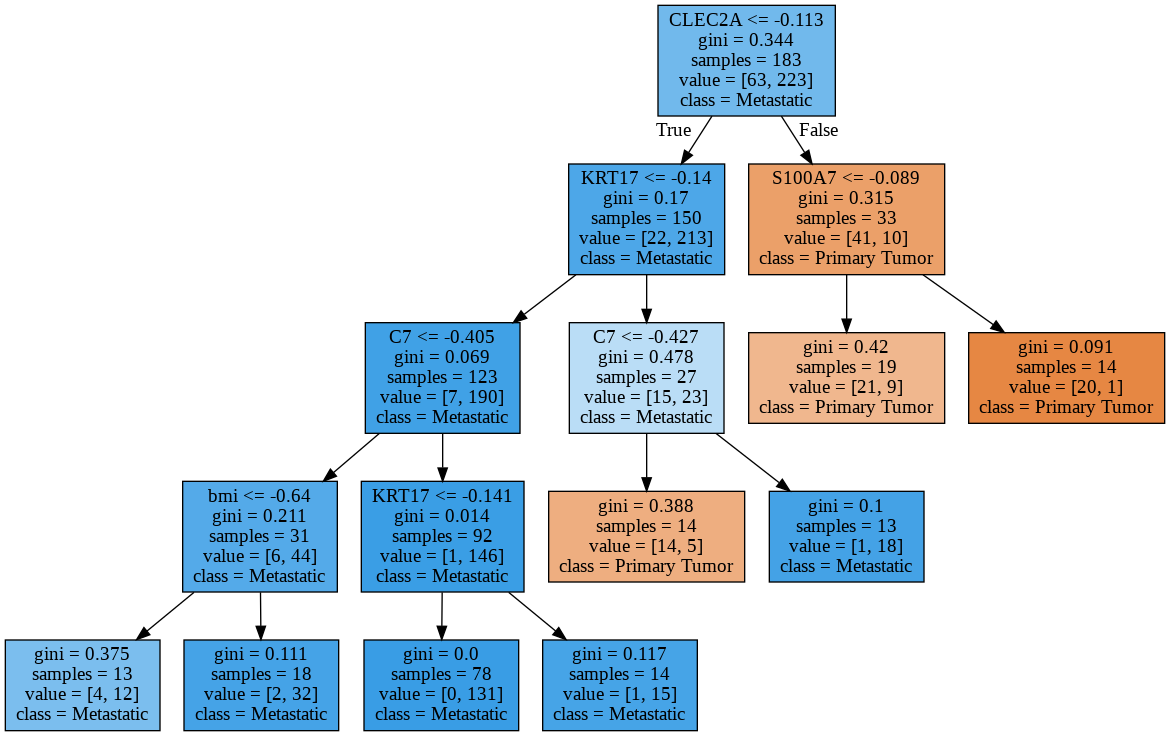 CLEC2A <= -0.113
gini = 0.344
samples = 183
value = [63, 223]
class = Metastatic
True
False
KRT17 <= -0.14
gini = 0.17
samples = 150
value = [22, 213]
class = Metastatic
S100A7 <= -0.089
gini = 0.315
samples = 33
value = [41, 10]
class = Primary Tumor
C7 <= -0.405
gini = 0.069
samples = 123
value = [7, 190]
class = Metastatic
C7 <= -0.427
gini = 0.478
samples = 27
value = [15, 23]
class = Metastatic
gini = 0.42
samples = 19
value = [21, 9]
class = Primary Tumor
gini = 0.091
samples = 14
value = [20, 1]
class = Primary Tumor
bmi <= -0.64
gini = 0.211
samples = 31
value = [6, 44]
class = Metastatic
KRT17 <= -0.141
gini = 0.014
samples = 92
value = [1, 146]
class = Metastatic
gini = 0.388
samples = 14
value = [14, 5]
class = Primary Tumor
gini = 0.1
samples = 13
value = [1, 18]
class = Metastatic
gini = 0.375
samples = 13
value = [4, 12]
class = Metastatic
gini = 0.111
samples = 18
value = [2, 32]
class = Metastatic
gini = 0.0
samples = 78
value = [0, 131]
class = Metastatic
gini = 0.117
samples = 14
value = [1, 15]
class = Metastatic